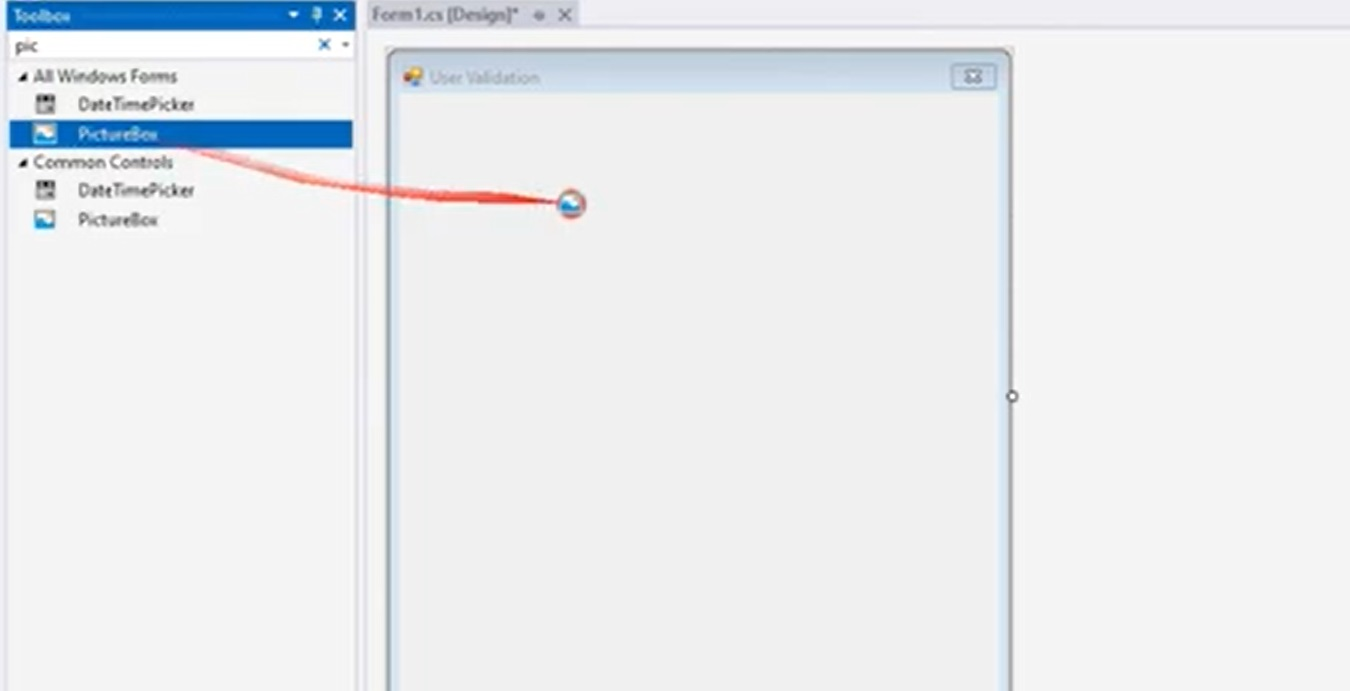 Toolbox
Form1.cs [Design]*
pic
All Windows Forms
DateTimePicker
PictureBox
Common Controls
DateTimePicker
PictureBox
User Validation